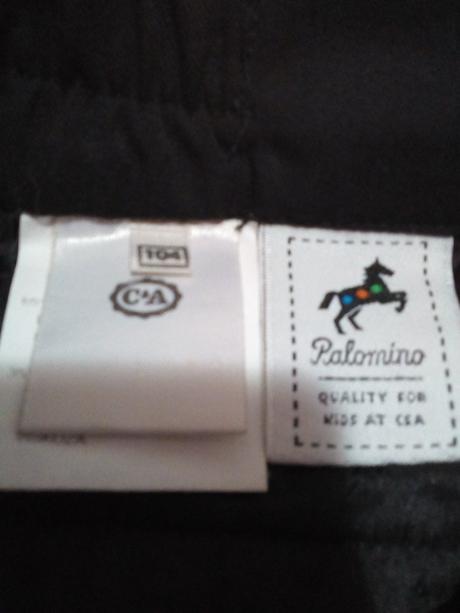 104
C&A
Palomino
QUALITY FOR
KIDS AT C&A